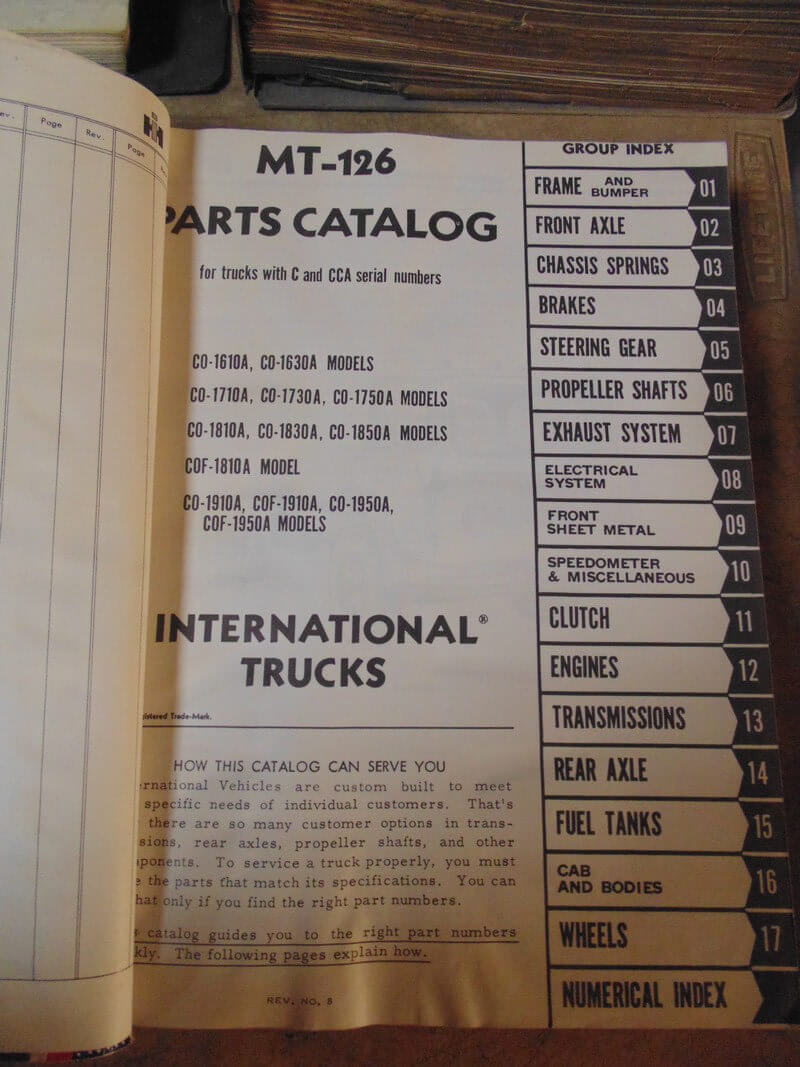 Page
Rev.
Page
IH
MT-126
PARTS CATALOG
for trucks with C and CCA serial numbers
CO-1610A, CO-1630A MODELS
CO-1710A, CO-1730A, CO-1750A MODELS
CO-1810A, CO-1830A, CO-1850A MODELS
COF-1810A MODEL
CO-1910A, COF-1910A, CO-1950A,
COF-1950A MODELS
INTERNATIONAL®
TRUCKS
istered Trade-Mark.
HOW THIS CATALOG CAN SERVE YOU
rnational Vehicles are custom built to meet
specific needs of individual customers. That's
there are so many customer options in trans-
sions, rear axles, propeller shafts, and other
ponents. To service a truck properly, you must
the parts that match its specifications. You can
hat only if you find the right part numbers.
catalog guides you to the right part numbers
kly. The following pages explain how.
REV. NO. 8
GROUP INDEX
FRAME AND BUMPER 01
FRONT AXLE 02
CHASSIS SPRINGS 03
BRAKES 04
STEERING GEAR 05
PROPELLER SHAFTS 06
EXHAUST SYSTEM 07
ELECTRICAL
SYSTEM 08
FRONT
SHEET METAL 09
SPEEDOMETER
& MISCELLANEOUS 10
CLUTCH 11
ENGINES 12
TRANSMISSIONS 13
REAR AXLE 14
FUEL TANKS 15
CAB
AND BODIES 16
WHEELS 17
NUMERICAL INDEX
LIFETIME